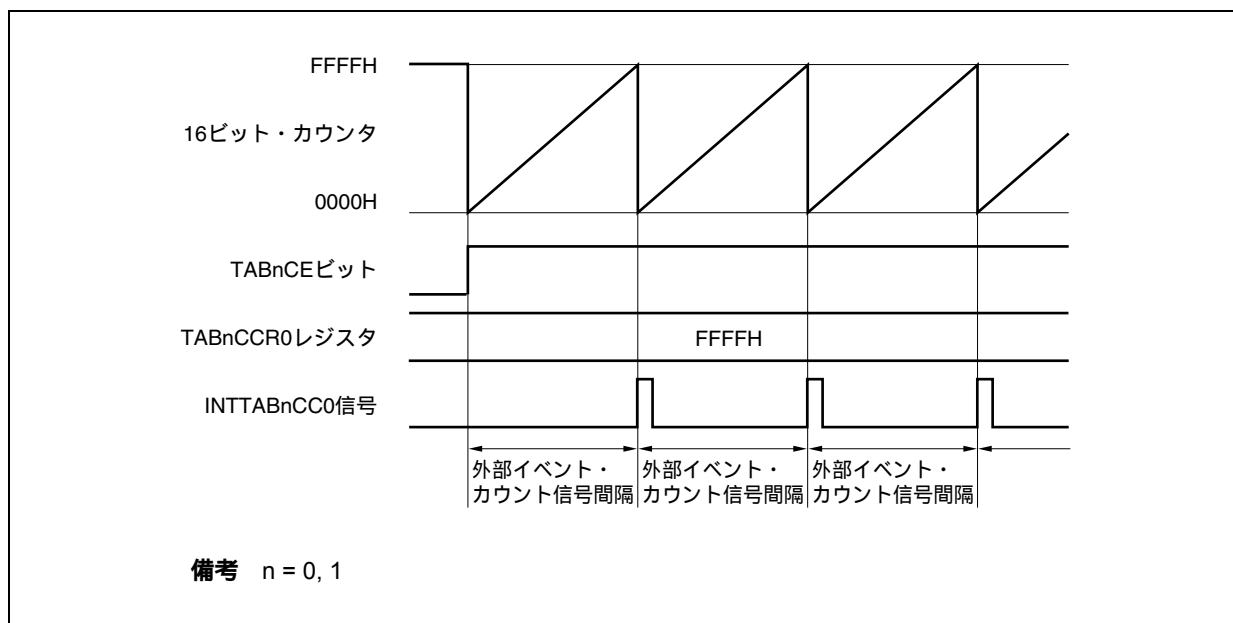 FFFFH
16ビット・カウンタ
0000H
TABnCEビット
TABnCCR0レジスタ
FFFFH
INTTABnCC0信号
外部イベント・
カウント信号間隔
外部イベント・
カウント信号間隔
外部イベント・
カウント信号間隔
備考 n = 0, 1